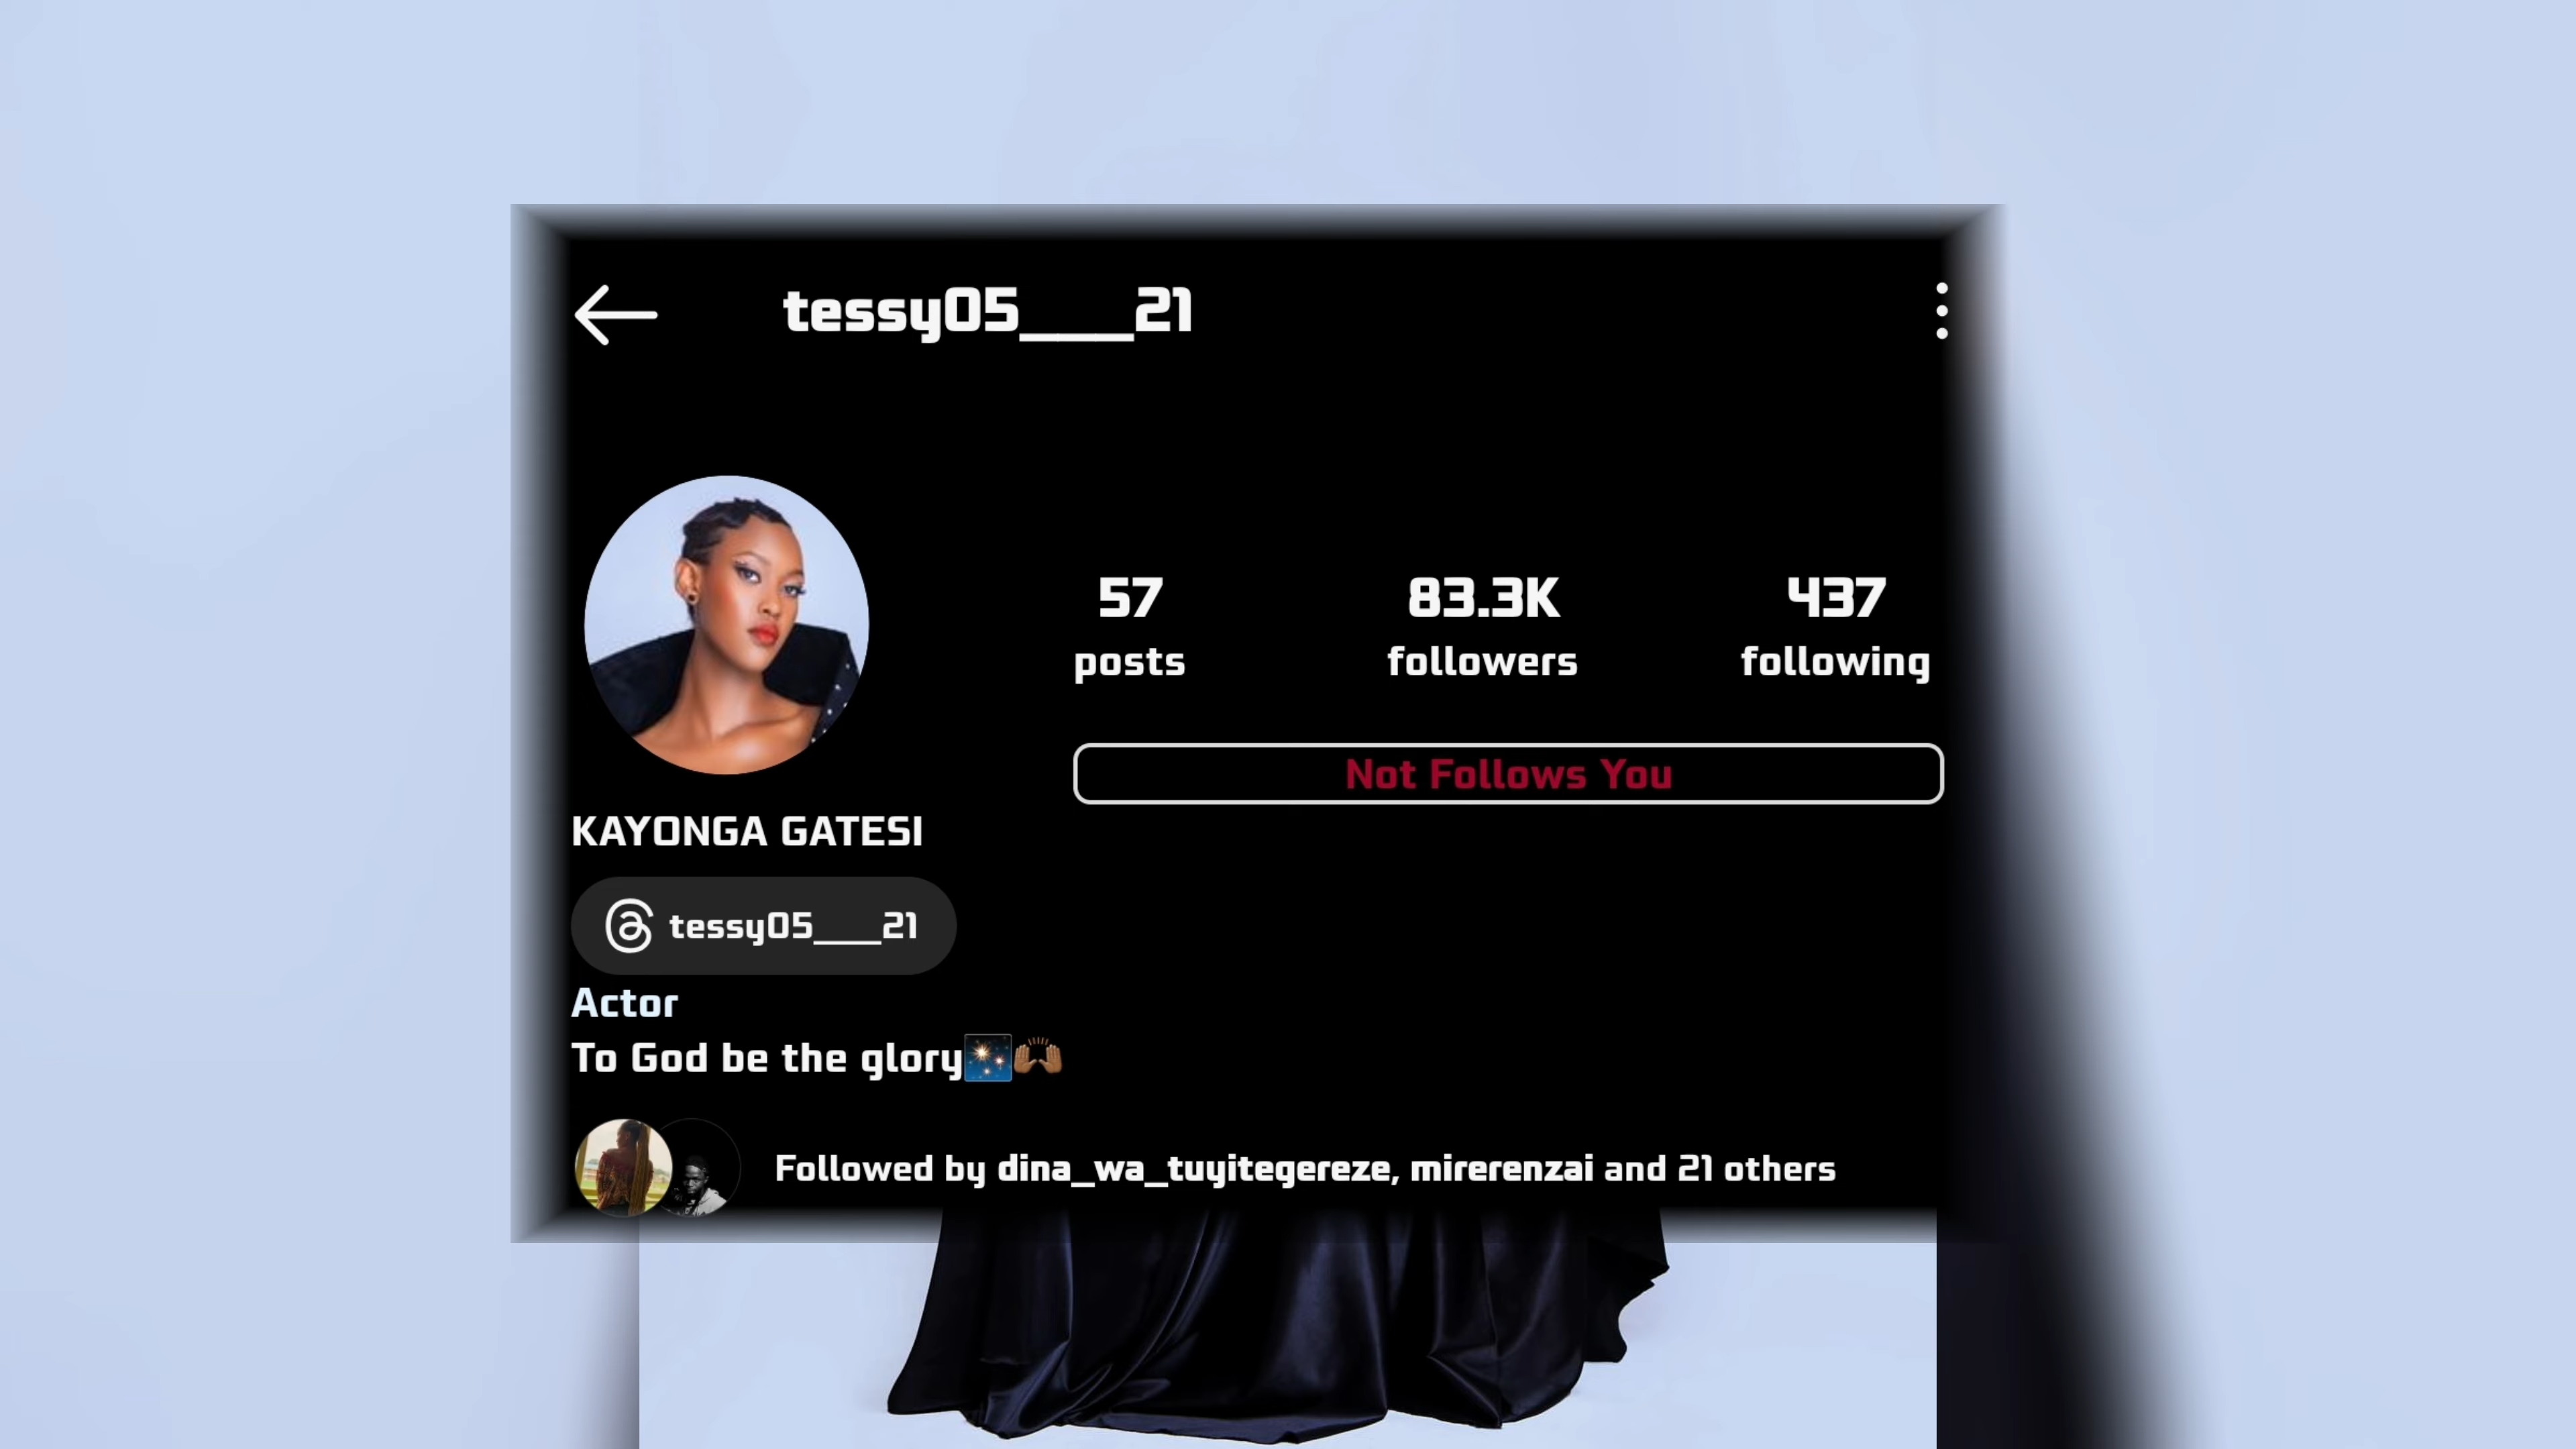 tessy05___21
57
posts
83.3K
followers
437
following
Not Follows You
KAYONGA GATESI
tessy05___21
Actor
To God be the glory🎇🙌🏾
Followed by dina_wa_tuyitegereze, mirerenzai and 21 others